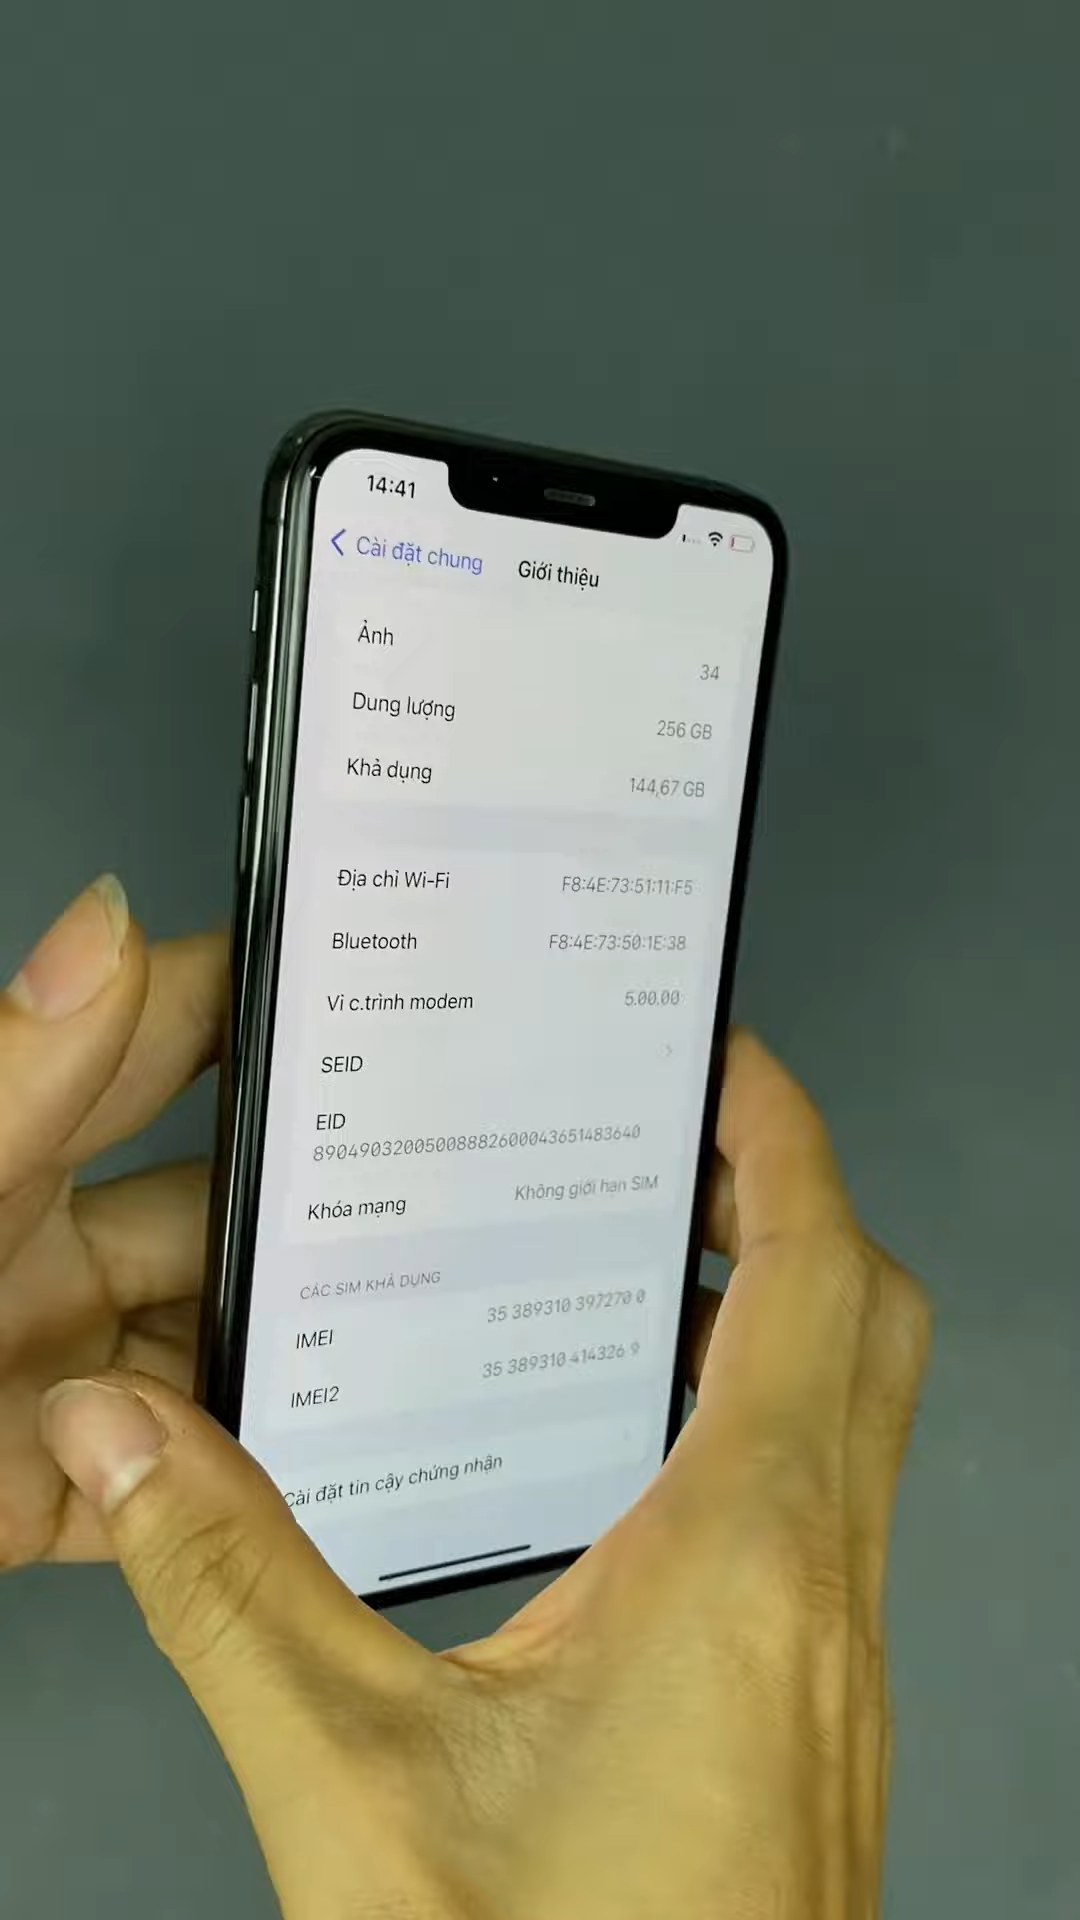 14:41
Cài đặt chung
Giới thiệu
Ảnh 34
Dung lượng 256 GB
Khả dụng 144,67 GB
Địa chỉ Wi-Fi F8:4E:73:51:11:F5
Bluetooth F8:4E:73:50:1E:38
Vi c.trình modem 5.00.00
SEID
EID
89049032005008882600043651483640
Khóa mạng Không giới hạn SIM
CÁC SIM KHẢ DỤNG
IMEI 35 389310 397270 0
IMEI2 35 389310 414326 9
Cài đặt tin cậy chứng nhận